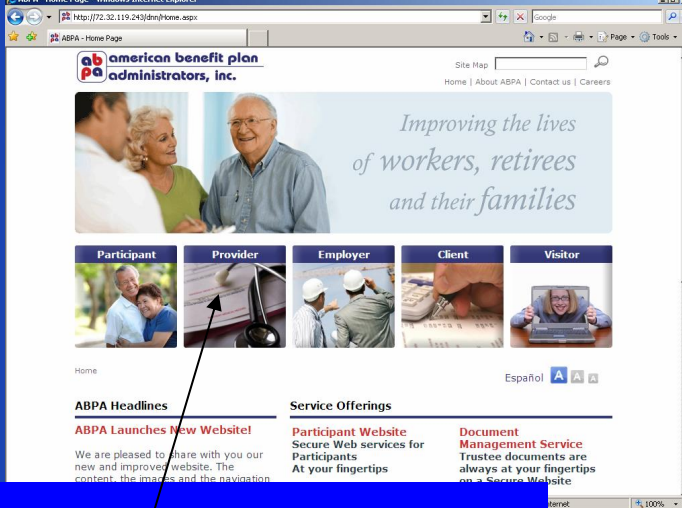 ABPA - Home Page - Windows Internet Explorer
http://72.32.119.243/dnn/Home.aspx
Google
ABPA - Home Page
Page
Tools
american benefit plan
administrators, inc.
Site Map
Home | About ABPA | Contact us | Careers
Improving the lives
of workers, retirees
and their families
Participant
Provider
Employer
Client
Visitor
Home
Español A A A
ABPA Headlines
ABPA Launches New Website!
We are pleased to share with you our
new and improved website. The
content, the images and the navigation
Service Offerings
Participant Website
Secure Web services for
Participants
At your fingertips
Document
Management Service
Trustee documents are
always at your fingertips
on a Secure Website
100%